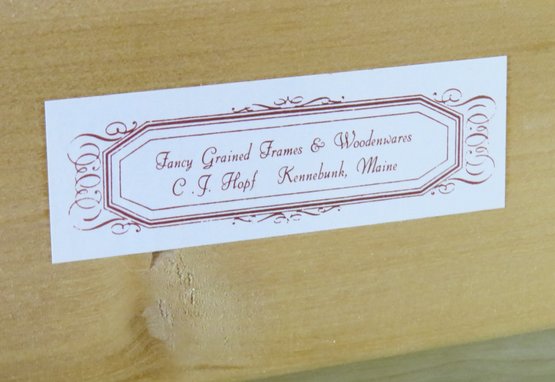 Fancy Grained Frames & Woodenwares
C. J. Hopf Kennebunk, Maine